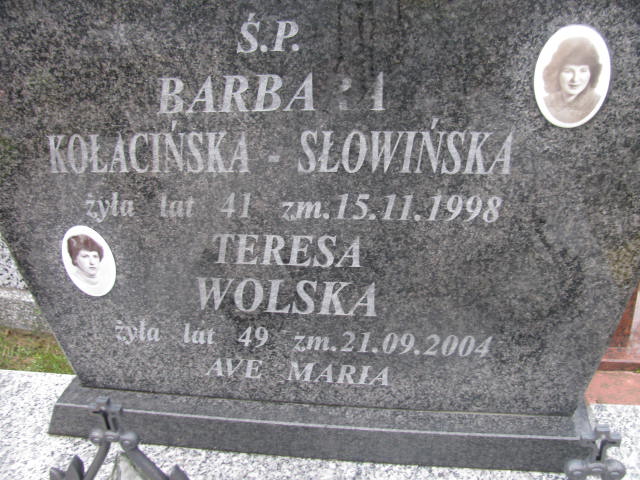 Ś.P.
BARBARA
KOŁACIŃSKA - SŁOWIŃSKA
żyła lat 41 zm.15.11.1998
TERESA
WOLSKA
żyła lat 49 zm.21.09.2004
AVE MARIA